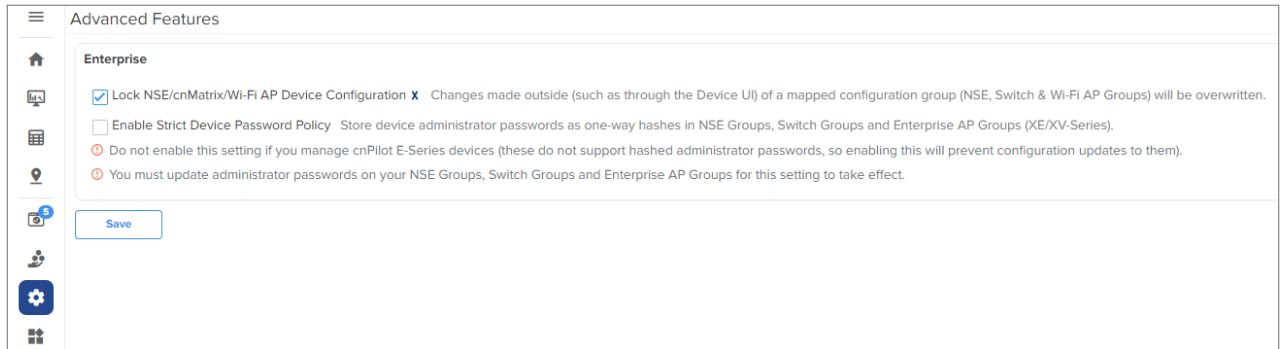 Advanced Features
Enterprise
Lock NSE/cnMatrix/Wi-Fi AP Device Configuration X Changes made outside (such as through the Device UI) of a mapped configuration group (NSE, Switch & Wi-Fi AP Groups) will be overwritten.
Enable Strict Device Password Policy Store device administrator passwords as one-way hashes in NSE Groups, Switch Groups and Enterprise AP Groups (XE/XV-Series).
Do not enable this setting if you manage cnPilot E-Series devices (these do not support hashed administrator passwords, so enabling this will prevent configuration updates to them).
You must update administrator passwords on your NSE Groups, Switch Groups and Enterprise AP Groups for this setting to take effect.
5
Save